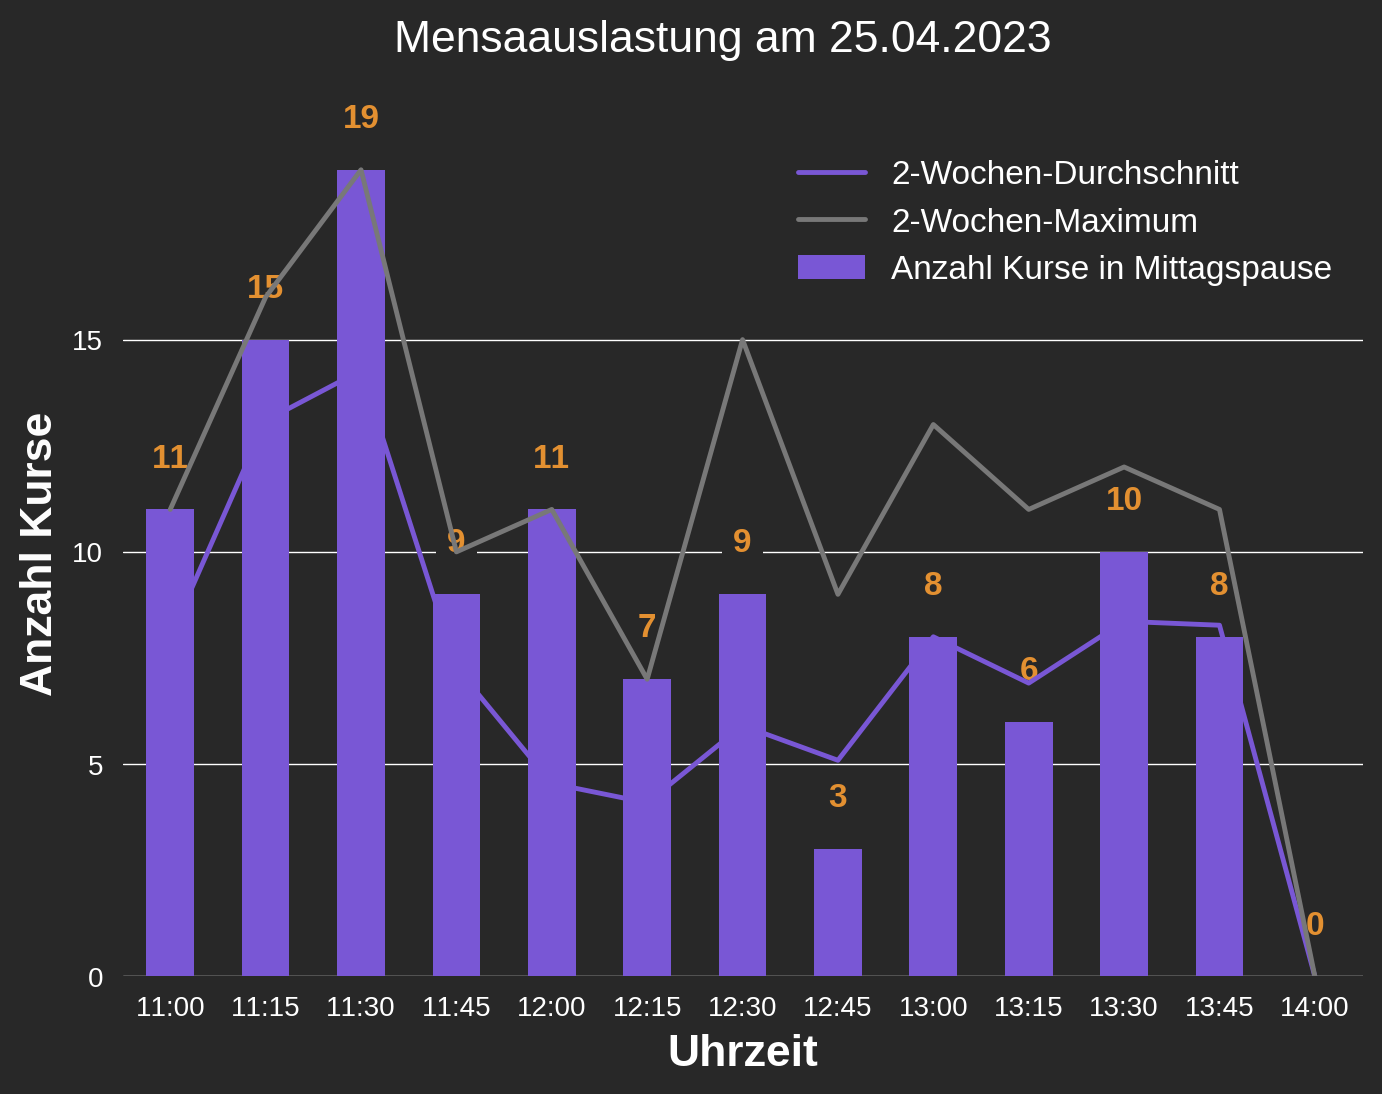 Mensaauslastung am 25.04.2023
2-Wochen-Durchschnitt
2-Wochen-Maximum
Anzahl Kurse in Mittagspause
19
15
11
9
11
7
9
3
8
6
10
8
0
Anzahl Kurse
15
10
5
0
11:00 11:15 11:30 11:45 12:00 12:15 12:30 12:45 13:00 13:15 13:30 13:45 14:00
Uhrzeit